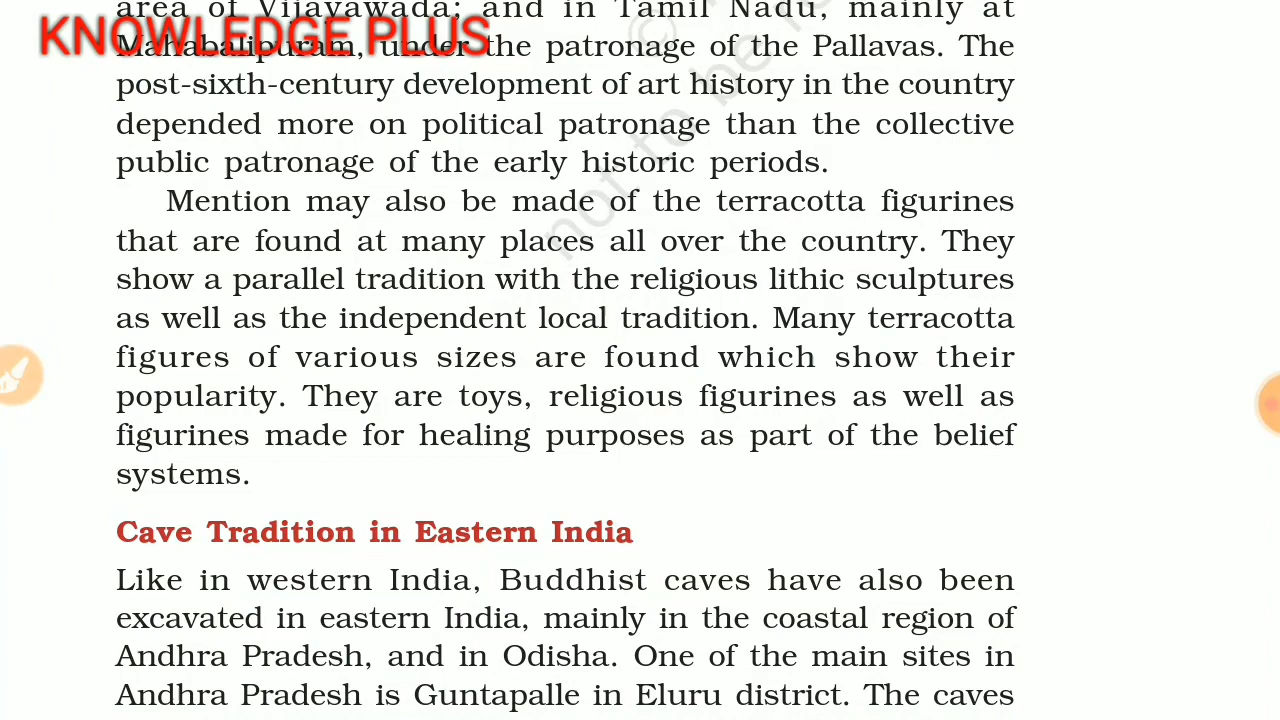 area of Vijayawada; and in Tamil Nadu, mainly at
KNOWLEDGE PLUS
Mahabalipuram, under the patronage of the Pallavas. The
post-sixth-century development of art history in the country
depended more on political patronage than the collective
public patronage of the early historic periods.
Mention may also be made of the terracotta figurines
that are found at many places all over the country. They
show a parallel tradition with the religious lithic sculptures
as well as the independent local tradition. Many terracotta
figures of various sizes are found which show their
popularity. They are toys, religious figurines as well as
figurines made for healing purposes as part of the belief
systems.
Cave Tradition in Eastern India
Like in western India, Buddhist caves have also been
excavated in eastern India, mainly in the coastal region of
Andhra Pradesh, and in Odisha. One of the main sites in
Andhra Pradesh is Guntapalle in Eluru district. The caves
©
not to be